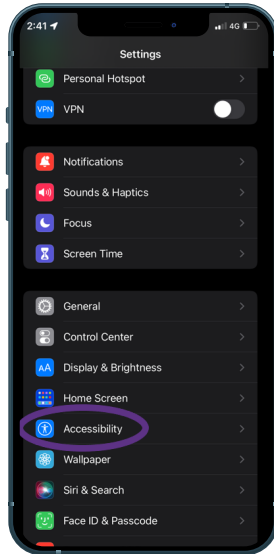 2:41
4G
Settings
Personal Hotspot
VPN VPN
Notifications
Sounds & Haptics
Focus
Screen Time
General
Control Center
AA Display & Brightness
Home Screen
Accessibility
Wallpaper
Siri & Search
Face ID & Passcode